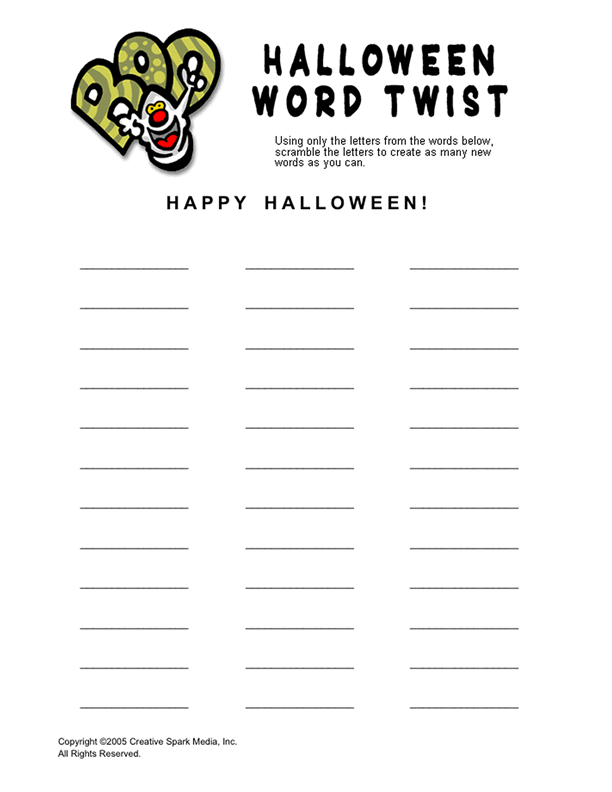 BOO
HALLOWEEN
WORD TWIST
Using only the letters from the words below,
scramble the letters to create as many new
words as you can.
HAPPY HALLOWEEN!
Copyright ©2005 Creative Spark Media, Inc.
All Rights Reserved.